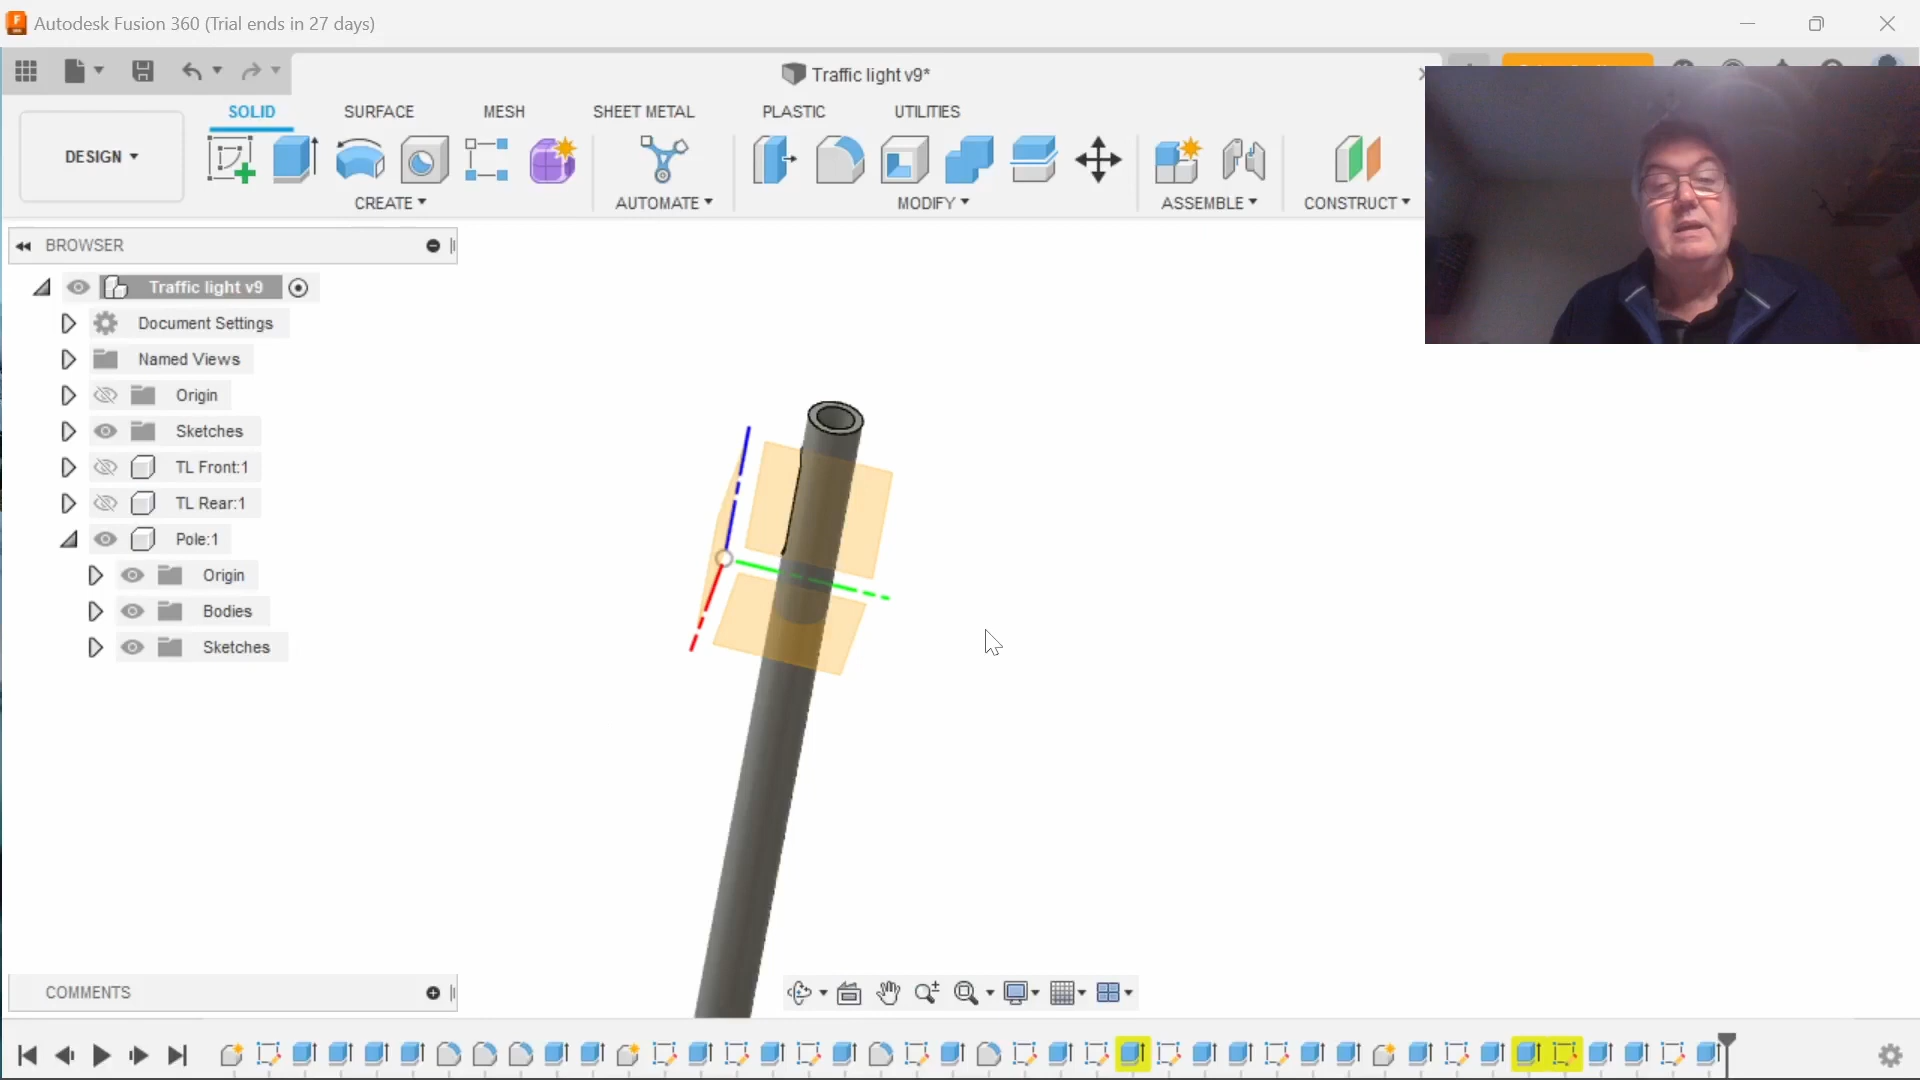 Autodesk Fusion 360 (Trial ends in 27 days)
Traffic light v9*
SOLID
SURFACE
MESH
SHEET METAL
PLASTIC
UTILITIES
DESIGN
CREATE
AUTOMATE
MODIFY
ASSEMBLE
CONSTRUCT
BROWSER
Traffic light v9
Document Settings
Named Views
Origin
Sketches
TL Front:1
TL Rear:1
Pole:1
Origin
Bodies
Sketches
COMMENTS